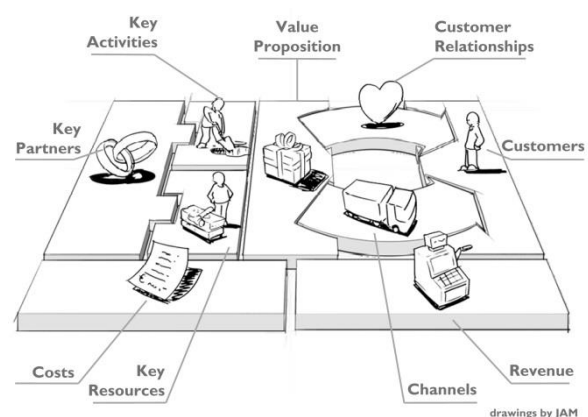 Key
Activities
Value
Proposition
Customer
Relationships
Key
Partners
Customers
Costs
Key
Resources
Channels
Revenue
drawings by JAM